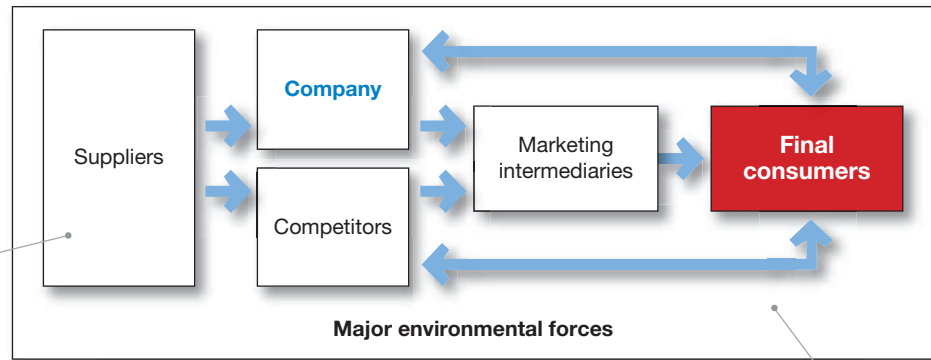 Suppliers
Company
Competitors
Marketing
intermediaries
Final
consumers
Major environmental forces